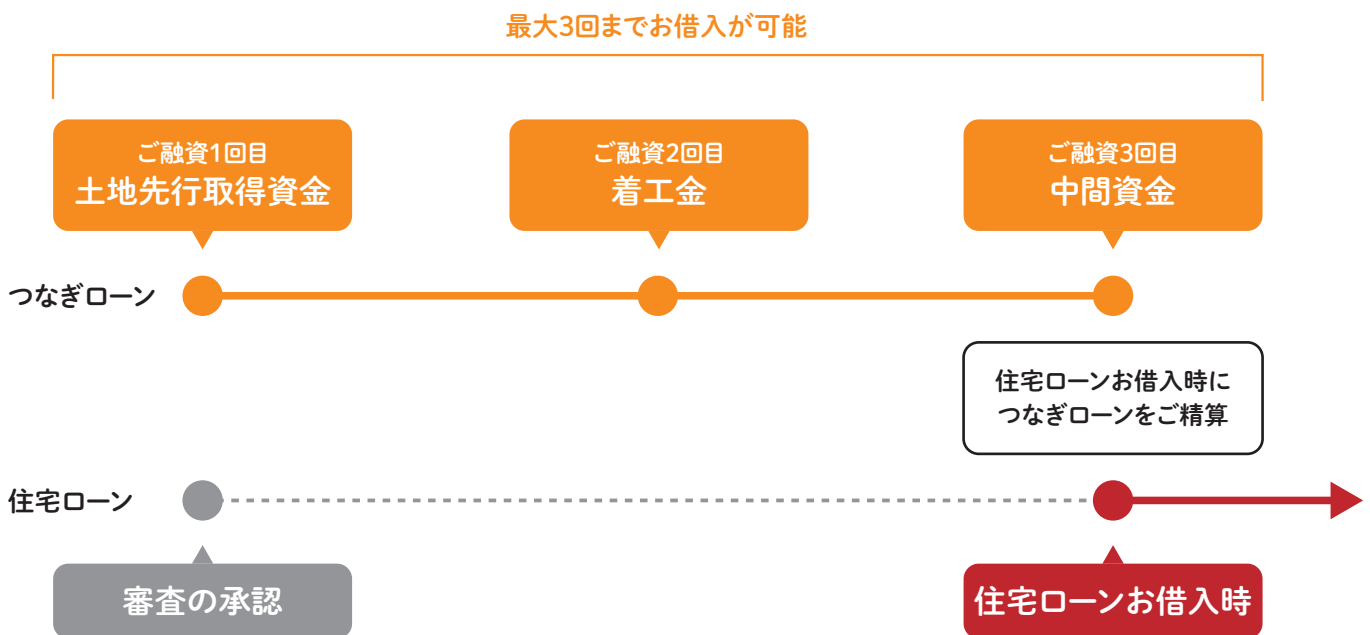 最大3回までお借入が可能
ご融資1回目
土地先行取得資金
ご融資2回目
着工金
ご融資3回目
中間資金
つなぎローン
住宅ローンお借入時に
つなぎローンをご精算
住宅ローン
審査の承認
住宅ローンお借入時